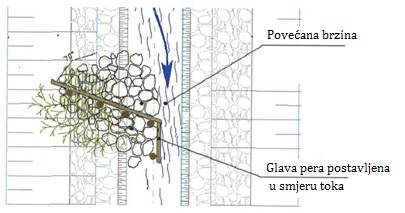 Povećana brzina
Glava pera postavljena
u smjeru toka